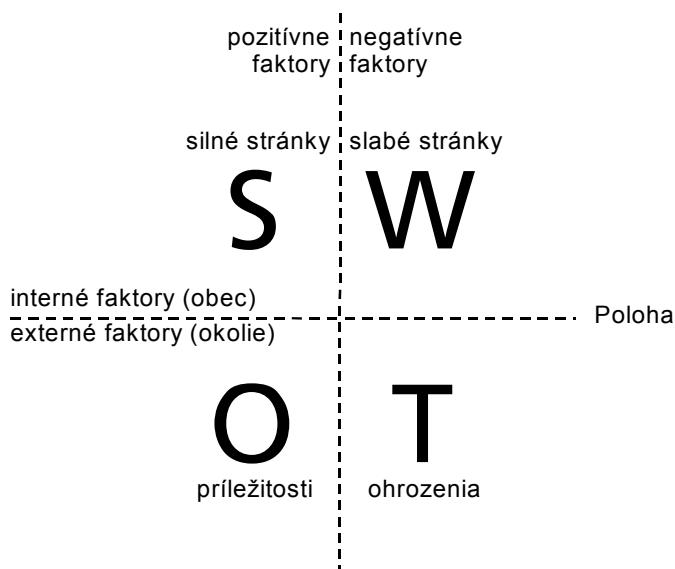 pozitívne negatívne
faktory faktory
silné stránky slabé stránky
S W
interné faktory (obec)
Poloha
externé faktory (okolie)
O T
príležitosti ohrozenia